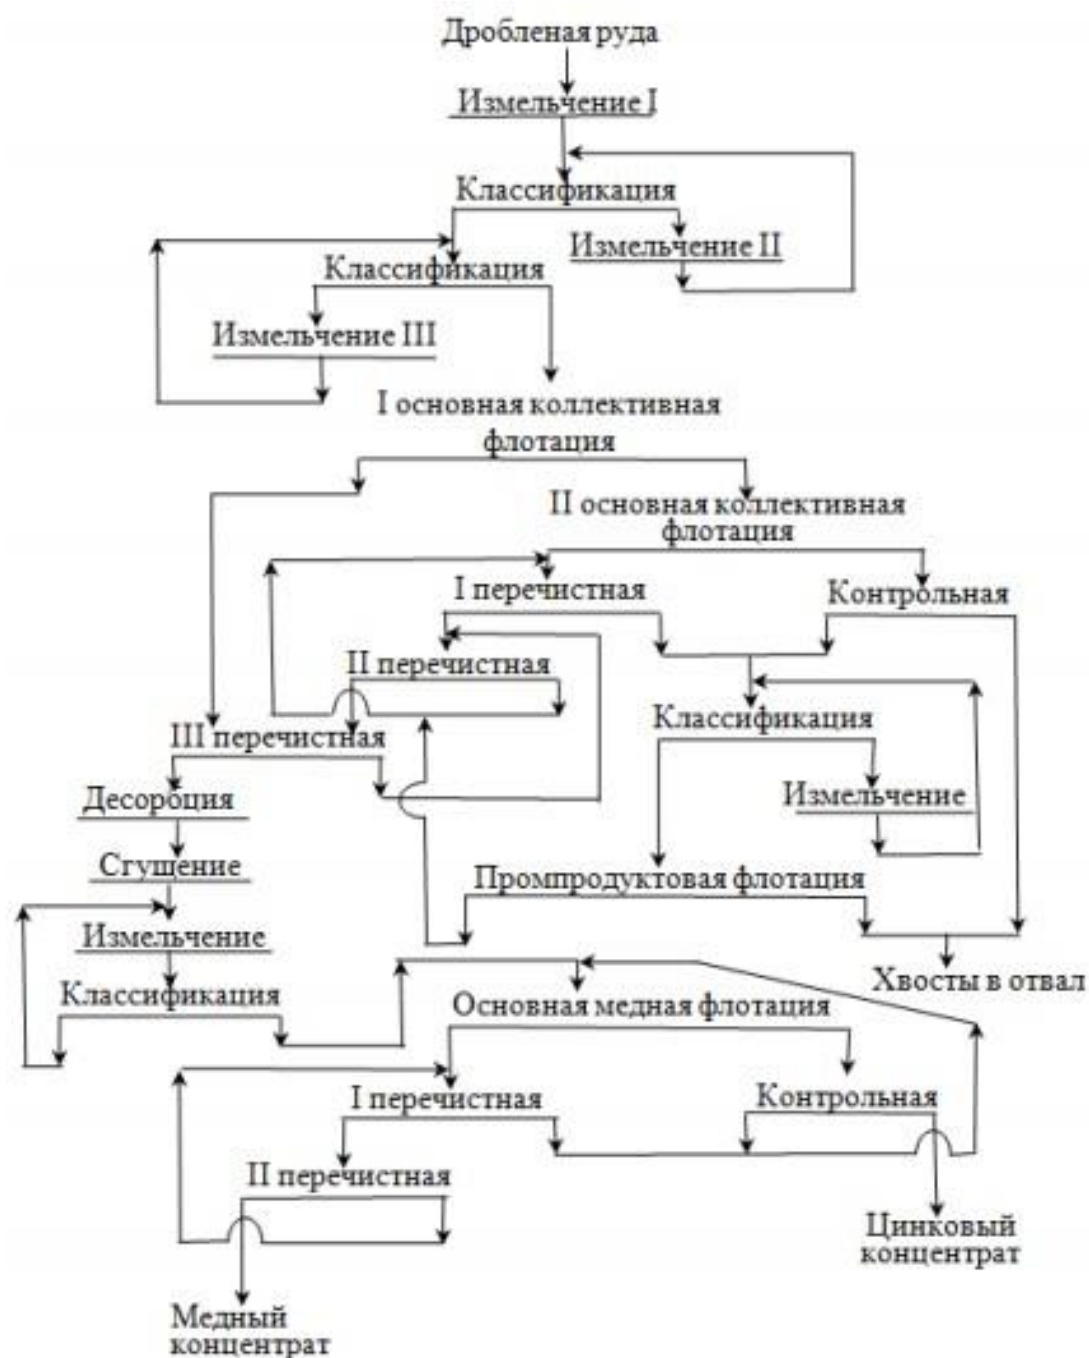 Дробленая руда
Измельчение I
Классификация
Измельчение II
Классификация
Измельчение III
I основная коллективная
флотация
II основная коллективная
флотация
I перечистная
Контрольная
II перечистная
Классификация
III перечистная
Измельчение
Десорбция
Сгушение
Промпродуктовая флотация
Измельчение
Хвосты в отвал
Классификация
Основная медная флотация
I перечистная
Контрольная
II перечистная
Цинковый
концентрат
Медный
концентрат